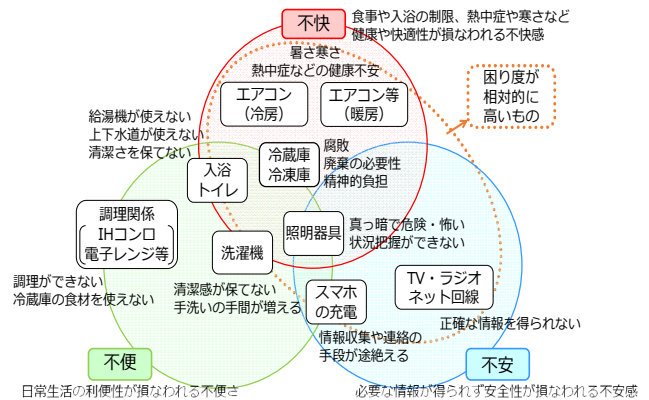 不快
食事や入浴の制限、熱中症や寒さなど
健康や快適性が損なわれる不快感
暑さ寒さ
熱中症などの健康不安
エアコン
（冷房）
エアコン等
（暖房）
困り度が
相対的に
高いもの
給湯機が使えない
上下水道が使えない
清潔さを保てない
冷蔵庫
冷凍庫
腐敗
廃棄の必要性
精神的負担
入浴
トイレ
調理関係
IHコンロ
電子レンジ等
照明器具
真っ暗で危険・怖い
状況把握ができない
洗濯機
調理ができない
冷蔵庫の食材を使えない
清潔感が保てない
手洗いの手間が増える
スマホ
の充電
TV・ラジオ
ネット回線
正確な情報を得られない
情報収集や連絡の
手段が途絶える
不便
不安
日常生活の利便性が損なわれる不便さ
必要な情報が得られず安全性が損なわれる不安感